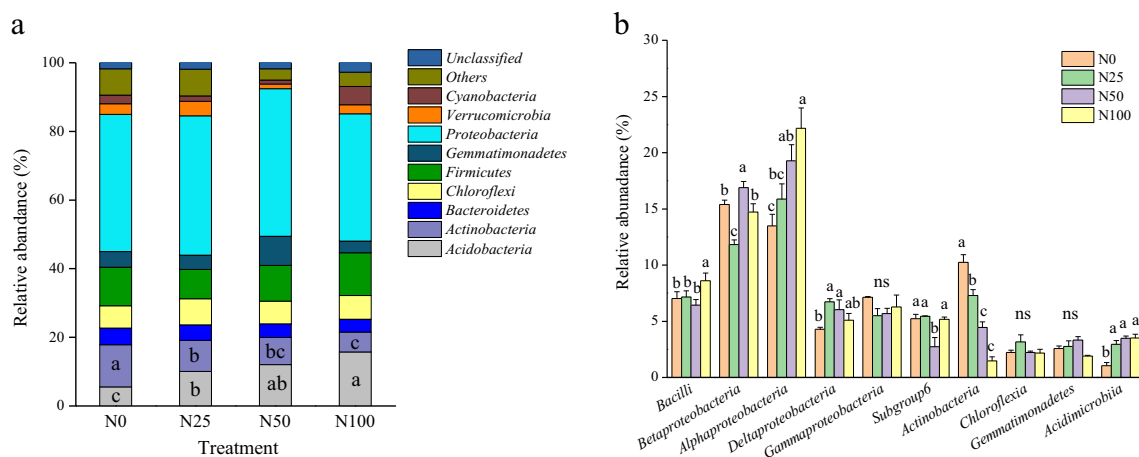 a
Relative abandance (%)
100
80
60
40
20
0
a
c
b
b
bc
ab
c
a
N0 N25 N50 N100
Treatment
Unclassified
Others
Cyanobacteria
Verrucomicrobia
Proteobacteria
Gemmatimonadetes
Firmicutes
Chloroflexi
Bacteroidetes
Actinobacteria
Acidobacteria
b
Relative abunadance (%)
30
25
20
15
10
5
0
N0
N25
N50
N100
b b b a
b c a b
c bc ab a
b a a ab
ns
a a b a
a b c c
ns
ns
b a a a
Bacilli
Betaproteobacteria
Alphaproteobacteria
Deltaproteobacteria
Gammaproteobacteria
Subgroup6
Actinobacteria
Chloroflexia
Gemmatimonadetes
Acidimicrobiia